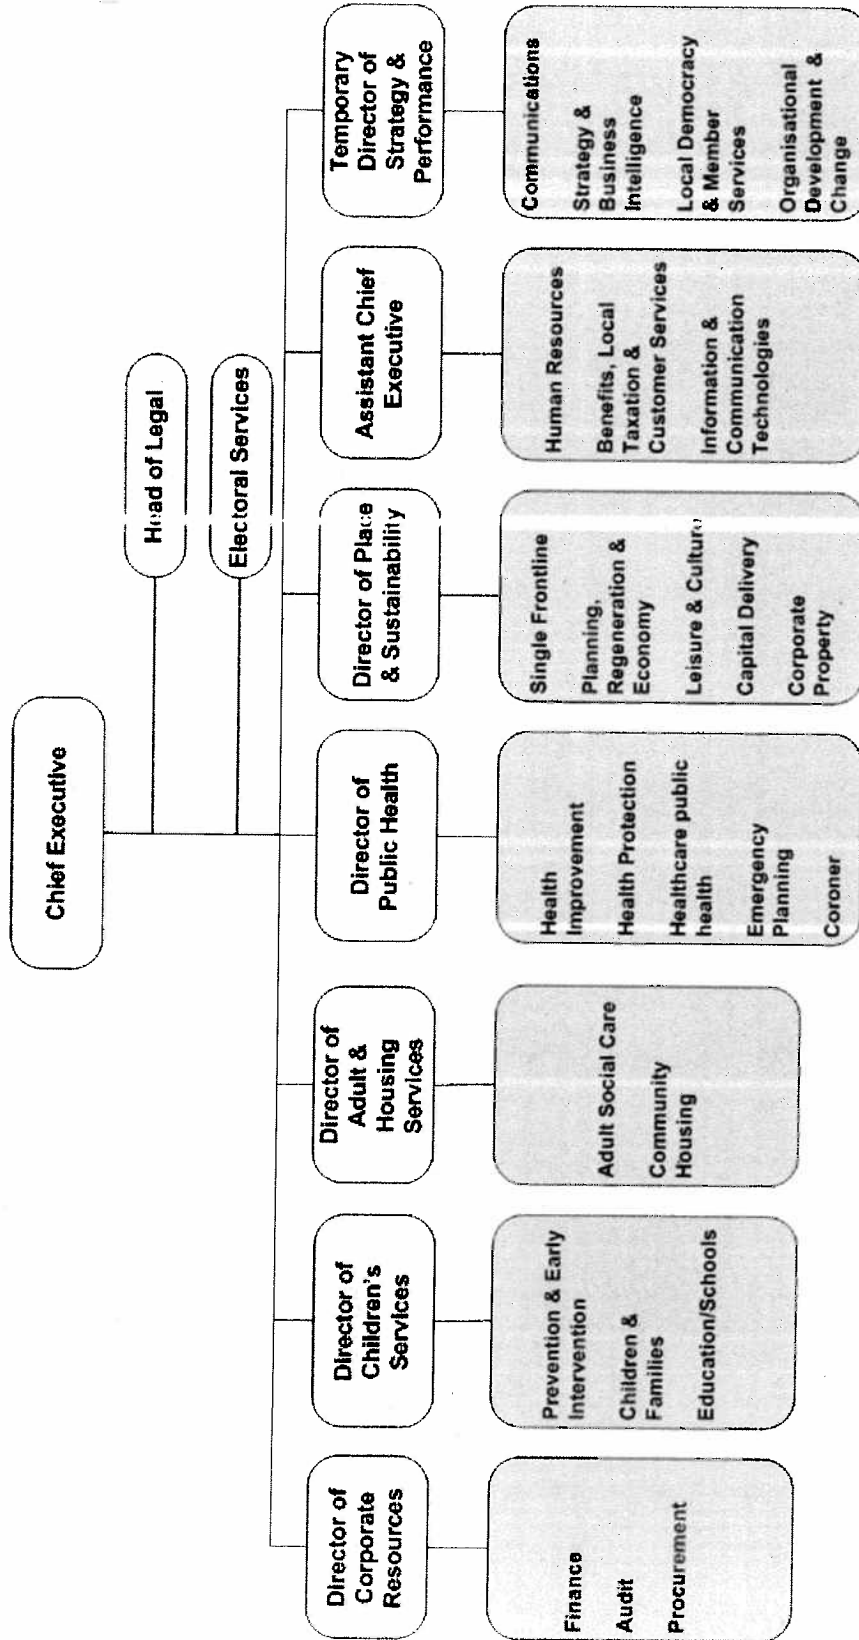 Chief Executive
Head of Legal
Electoral Services
Director of
Corporate
Resources
Director of
Children's
Services
Director of
Adult &
Housing
Services
Director of
Public Health
Director of Place
& Sustainability
Assistant Chief
Executive
Temporary
Director of
Strategy &
Performance
Finance
Audit
Procurement
Prevention & Early
Intervention
Children &
Families
Education/Schools
Adult Social Care
Community
Housing
Health
Improvement
Health Protection
Healthcare public
health
Emergency
Planning
Coroner
Single Frontline
Planning,
Regeneration &
Economy
Leisure & Culture
Capital Delivery
Corporate
Property
Human Resources
Benefits, Local
Taxation &
Customer Services
Information &
Communication
Technologies
Communications
Strategy &
Business
Intelligence
Local Democracy
& Member
Services
Organisational
Development &
Change